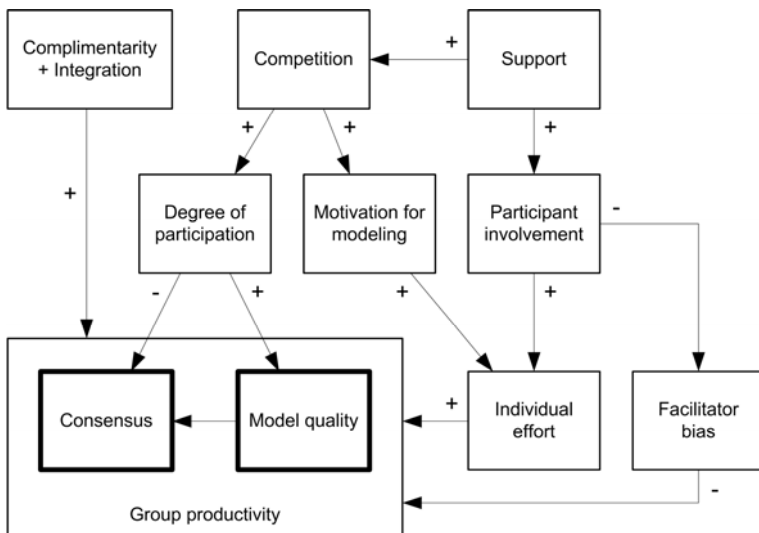 Complimentarity
+ Integration
Competition
+
Support
+
+
+
+
Degree of
participation
Motivation for
modeling
Participant
involvement
-
-
+
+
+
Consensus
Model quality
+
Individual
effort
Facilitator
bias
-
Group productivity